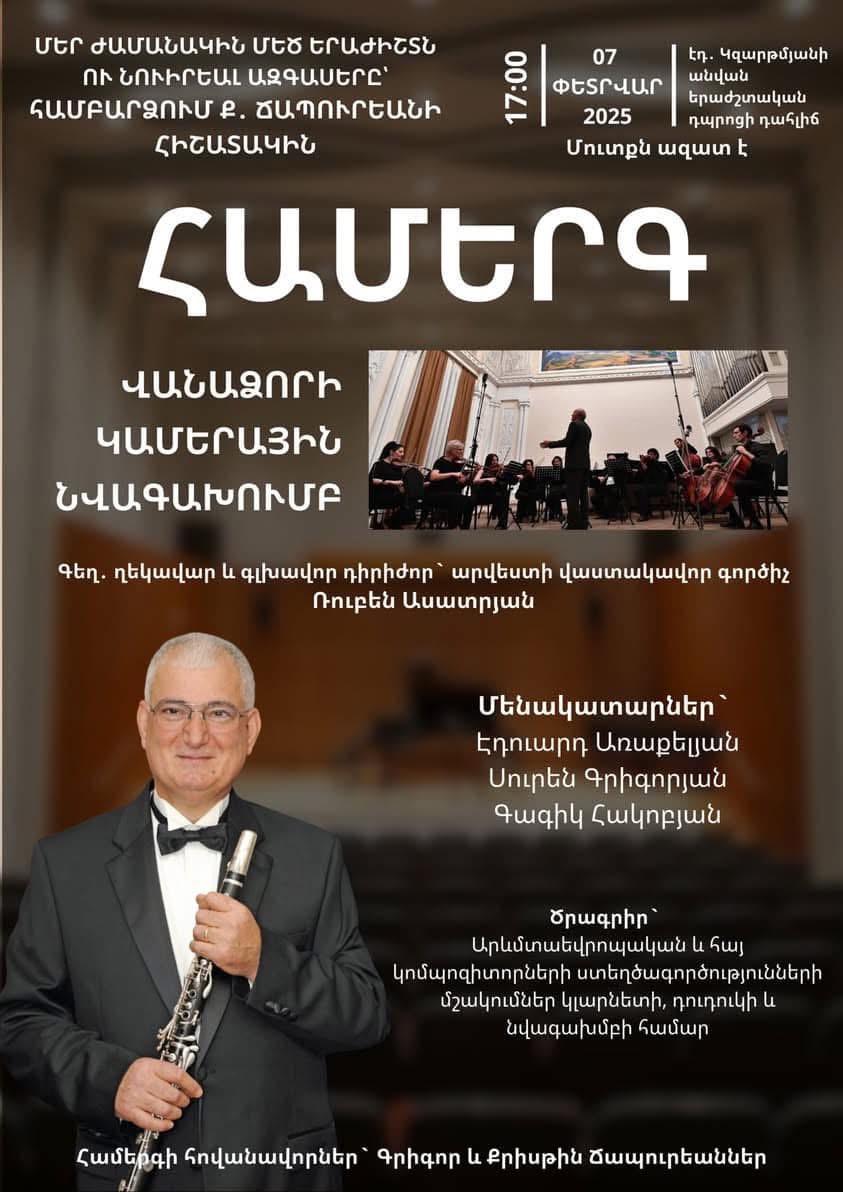 ՄԵՐ ԺԱՄԱՆԱԿԻՆ ՄԵԾ ԵՐԱԺԻՇՏՆ
ՈՒ ՆՈՒԻՐԵԱԼ ԱԶԳԱՍԵՐԸ՝
ՀԱՄԲԱՐՁՈՒՄ Ք. ՃԱՊՈՒՐԵԱՆԻ
ՀԻՇԱՏԱԿԻՆ
17:00
07
ՓԵՏՐՎԱՐ
2025
էդ. Կզարթմյանի
անվան
երաժշտական
դպրոցի դահլիճ
Մուտքն ազատ է
ՀԱՄԵՐԳ
ՎԱՆԱՁՈՐԻ
ԿԱՄԵՐԱՅԻՆ
ՆՎԱԳԱԽՈՒՄԲ
Գեղ. ղեկավար և գլխավոր դիրիժոր` արվեստի վաստակավոր գործիչ
Ռուբեն Ասատրյան
Մենակատարներ`
Էդուարդ Առաքելյան
Սուրեն Գրիգորյան
Գագիկ Հակոբյան
Ծրագրիր`
Արևմտաեվրոպական և հայ
կոմպոզիտորների ստեղծագործությունների
մշակումներ կլարնետի, դուդուկի և
նվագախմբի համար
Համերգի հովանավորներ` Գրիգոր և Քրիսթին Ճապուրեաններ